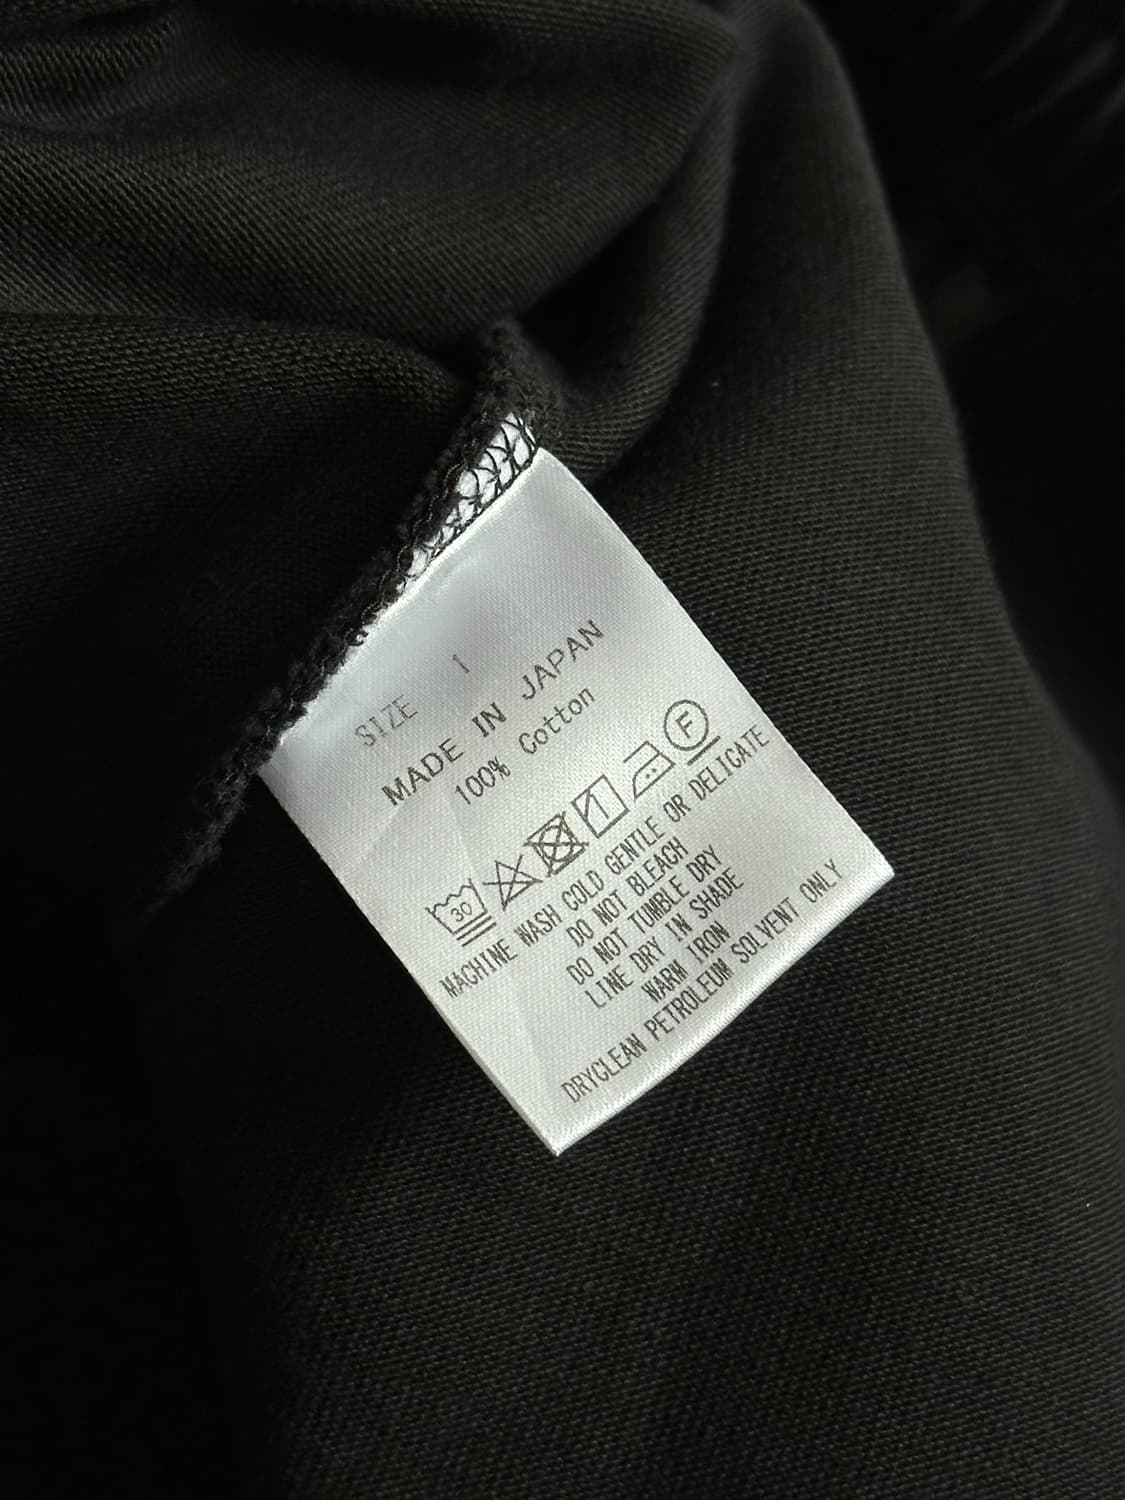 SIZE 1
MADE IN JAPAN
100% Cotton
30 F
MACHINE WASH COLD GENTLE OR DELICATE
DO NOT BLEACH
DO NOT TUMBLE DRY
LINE DRY IN SHADE
WARM IRON
DRYCLEAN PETROLEUM SOLVENT ONLY